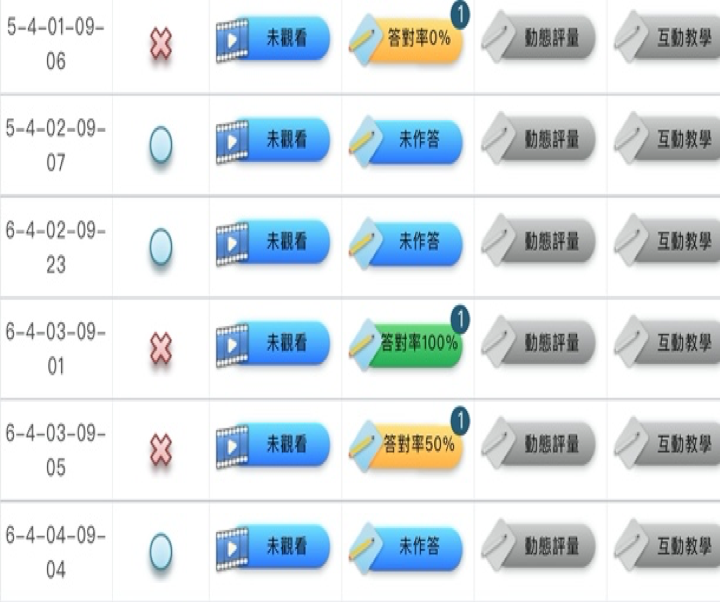 5-4-01-09-
06
未觀看
答對率0%
1
動態評量
互動教學
5-4-02-09-
07
未觀看
未作答
動態評量
互動教學
6-4-02-09-
23
未觀看
未作答
動態評量
互動教學
6-4-03-09-
01
未觀看
答對率100%
1
動態評量
互動教學
6-4-03-09-
05
未觀看
答對率50%
1
動態評量
互動教學
6-4-04-09-
04
未觀看
未作答
動態評量
互動教學